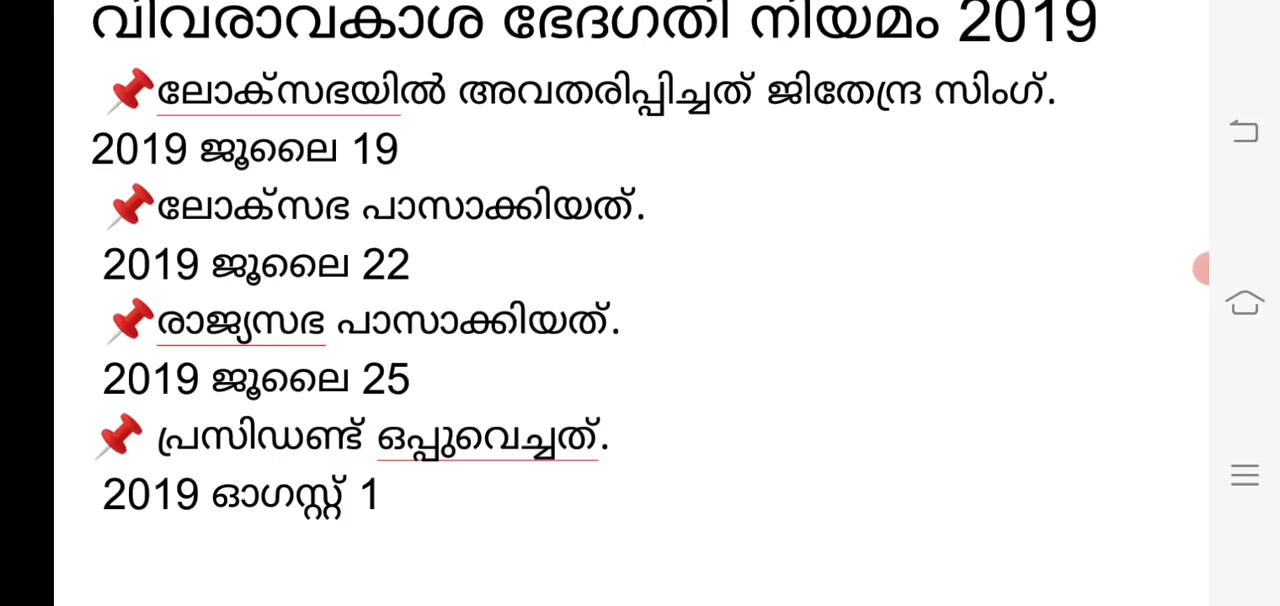 വിവരാവകാശ ഭേദഗതി നിയമം 2019
📌ലോക്സഭയിൽ അവതരിപ്പിച്ചത് ജിതേന്ദ്ര സിംഗ്.
2019 ജൂലൈ 19
📌ലോക്സഭ പാസാക്കിയത്.
2019 ജൂലൈ 22
📌രാജ്യസഭ പാസാക്കിയത്.
2019 ജൂലൈ 25
📌 പ്രസിഡണ്ട് ഒപ്പുവെച്ചത്.
2019 ഓഗസ്റ്റ് 1